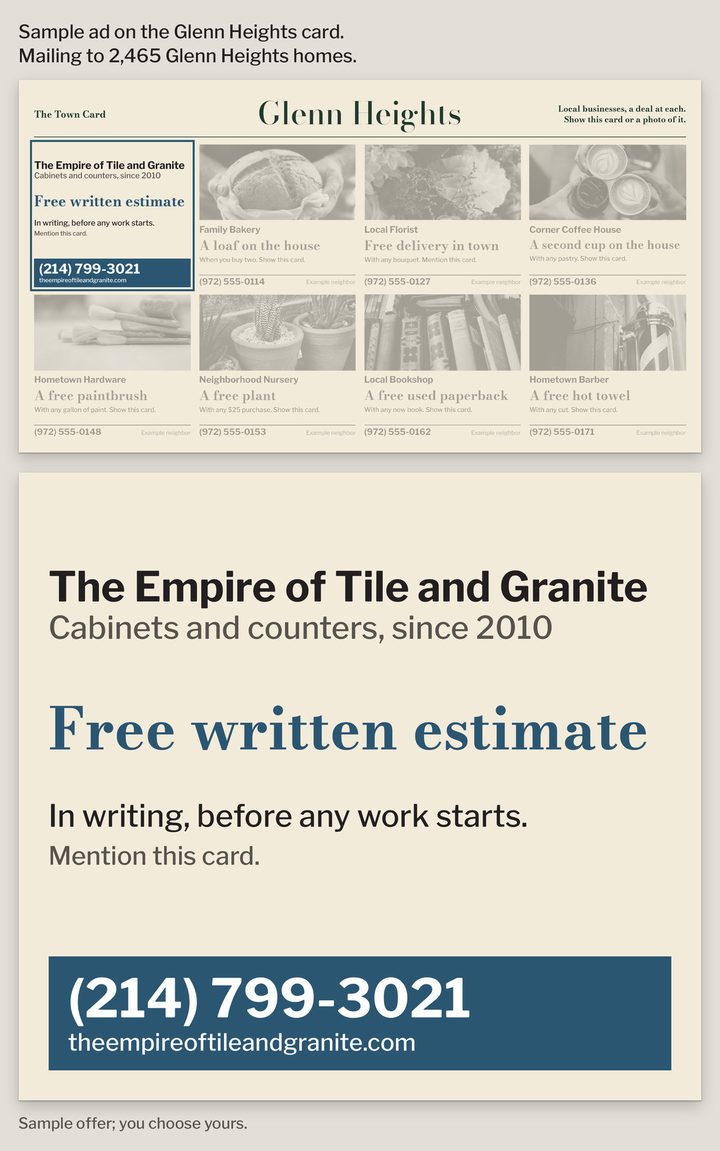 Sample ad on the Glenn Heights card.
Mailing to 2,465 Glenn Heights homes.
The Town Card
Glenn Heights
Local businesses, a deal at each.
Show this card or a photo of it.
The Empire of Tile and Granite
Cabinets and counters, since 2010
Free written estimate
In writing, before any work starts.
Mention this card.
(214) 799-3021
theempireoftileandgranite.com
Family Bakery
A loaf on the house
When you buy two. Show this card.
(972) 555-0114
Example neighbor
Local Florist
Free delivery in town
With any bouquet. Mention this card.
(972) 555-0127
Example neighbor
Corner Coffee House
A second cup on the house
With any pastry. Show this card.
(972) 555-0136
Example neighbor
Hometown Hardware
A free paintbrush
With any gallon of paint. Show this card.
(972) 555-0148
Example neighbor
Neighborhood Nursery
A free plant
With any $25 purchase. Show this card.
(972) 555-0153
Example neighbor
Local Bookshop
A free used paperback
With any new book. Show this card.
(972) 555-0162
Example neighbor
Hometown Barber
A free hot towel
With any cut. Show this card.
(972) 555-0171
Example neighbor
The Empire of Tile and Granite
Cabinets and counters, since 2010
Free written estimate
In writing, before any work starts.
Mention this card.
(214) 799-3021
theempireoftileandgranite.com
Sample offer; you choose yours.